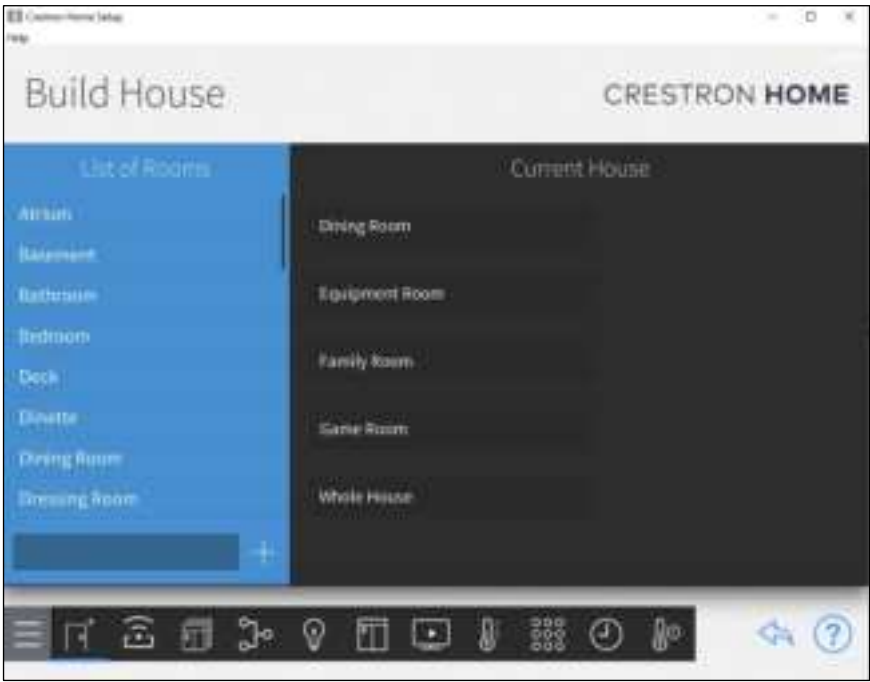 Crestron Home Setup
Help
Build House
CRESTRON HOME
List of Rooms
Current House
Atrium
Basement
Bathroom
Bedroom
Deck
Dinette
Dining Room
Dressing Room
+
Dining Room
Equipment Room
Family Room
Game Room
Whole House
?